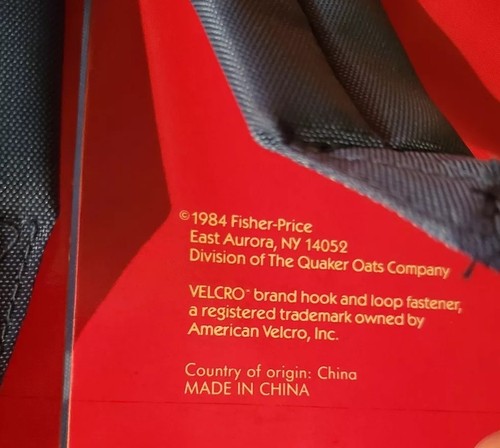 © 1984 Fisher-Price
East Aurora, NY 14052
Division of The Quaker Oats Company
VELCRO™ brand hook and loop fastener,
a registered trademark owned by
American Velcro, Inc.
Country of origin: China
MADE IN CHINA